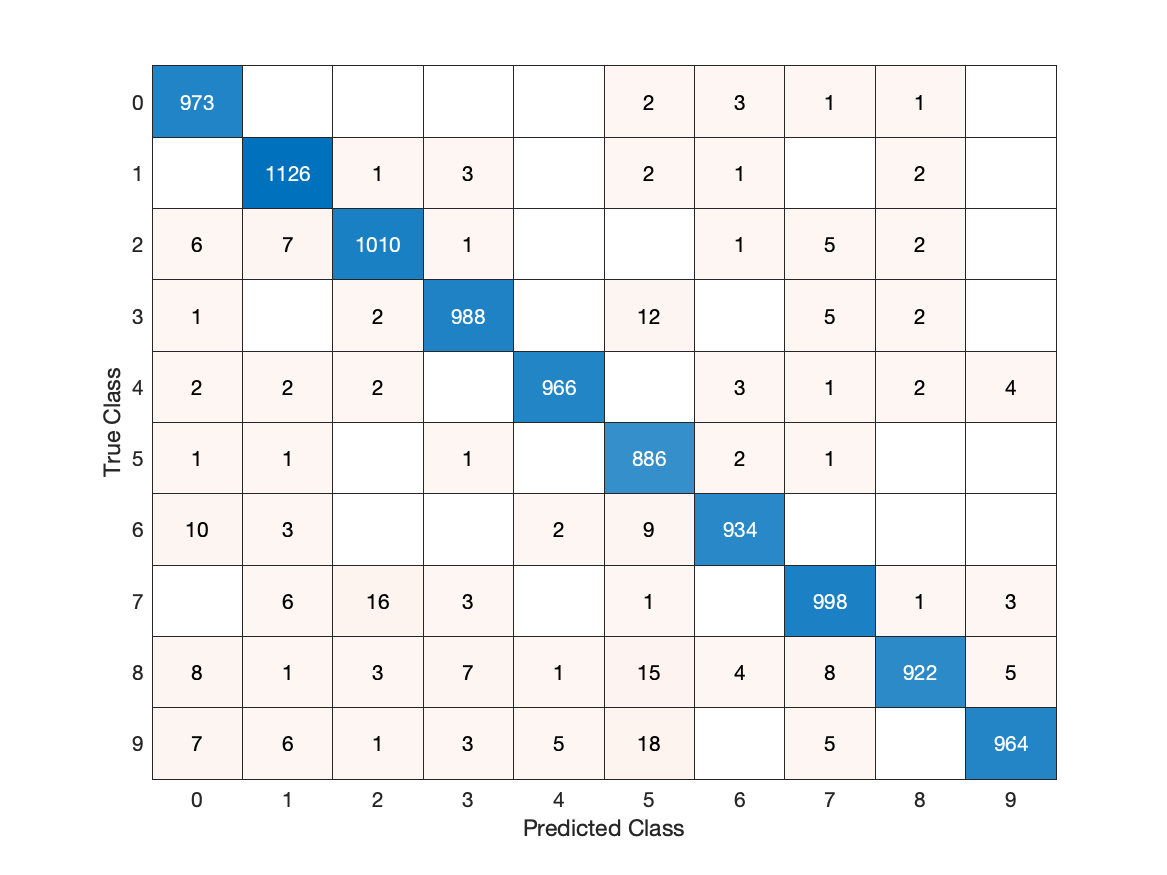 0 973 2 3 1 1
1 1126 1 3 2 1 2
2 6 7 1010 1 1 5 2
3 1 2 988 12 5 2
4 2 2 2 966 3 1 2 4
5 1 1 1 886 2 1
6 10 3 2 9 934
7 6 16 3 1 998 1 3
8 8 1 3 7 1 15 4 8 922 5
9 7 6 1 3 5 18 5 964
0 1 2 3 4 5 6 7 8 9
Predicted Class
True Class